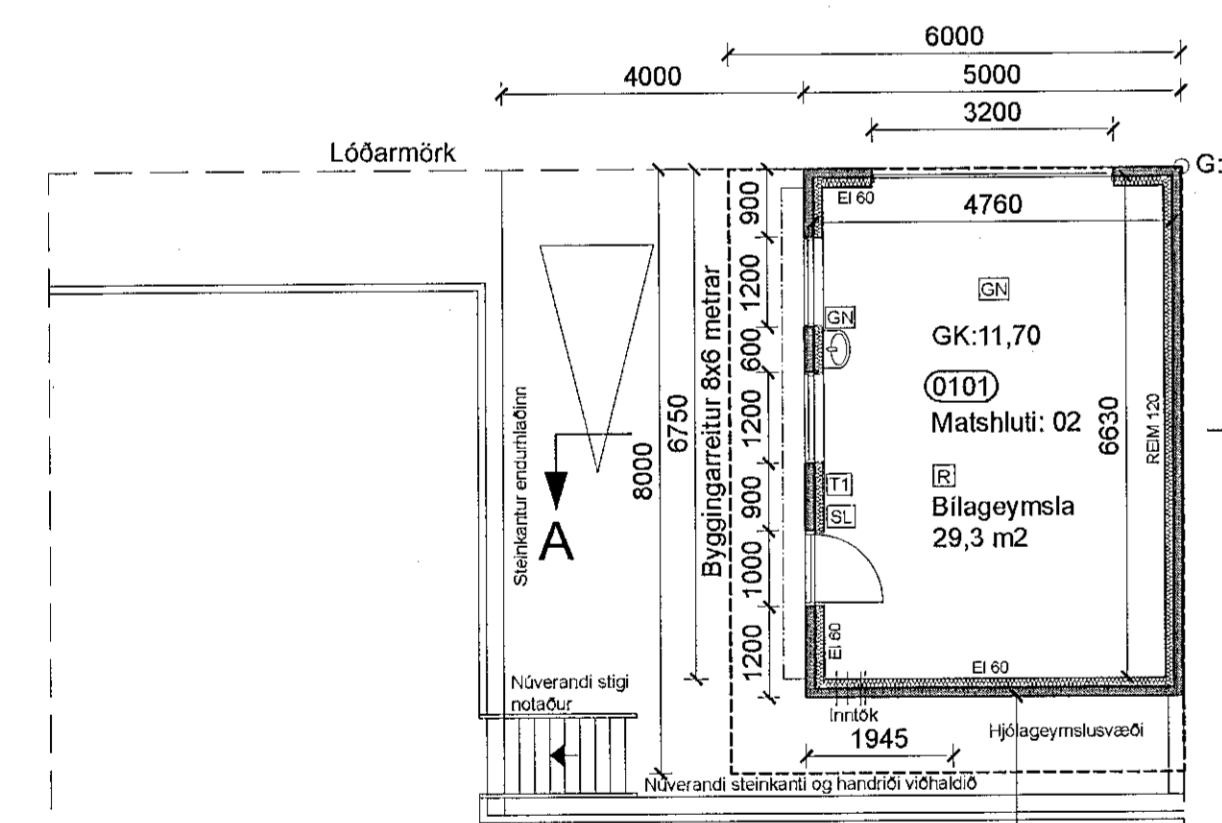 6000
4000
5000
3200
Lóðarmörk
G:
EI 60
4760
900
1200
600
1200
900
1000
1200
Byggingarreitur 8x6 metrar
6750
8000
Steinkantur endurhlaðinn
A
GN
GN
GK:11,70
0101
Matshluti: 02
6630
REIM 120
R
Bílageymsla
29,3 m2
T1
SL
EI 60
EI 60
Núverandi stigi
notaður
Inntök
1945
Hjólageymslusvæði
Núverandi steinkanti og handriði viðhaldið